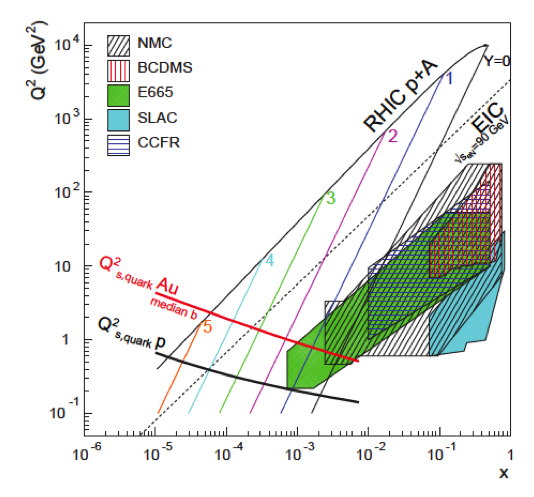 Q² (GeV²)
10⁴
10³
10²
10
1
10⁻¹
NMC
BCDMS
E665
SLAC
CCFR
RHIC p+A
Y=0
EIC
√s_eN=90 GeV
1
2
3
4
5
Q²s,quark Au
median b
Q²s,quark p
10⁻⁶ 10⁻⁵ 10⁻⁴ 10⁻³ 10⁻² 10⁻¹ 1
x